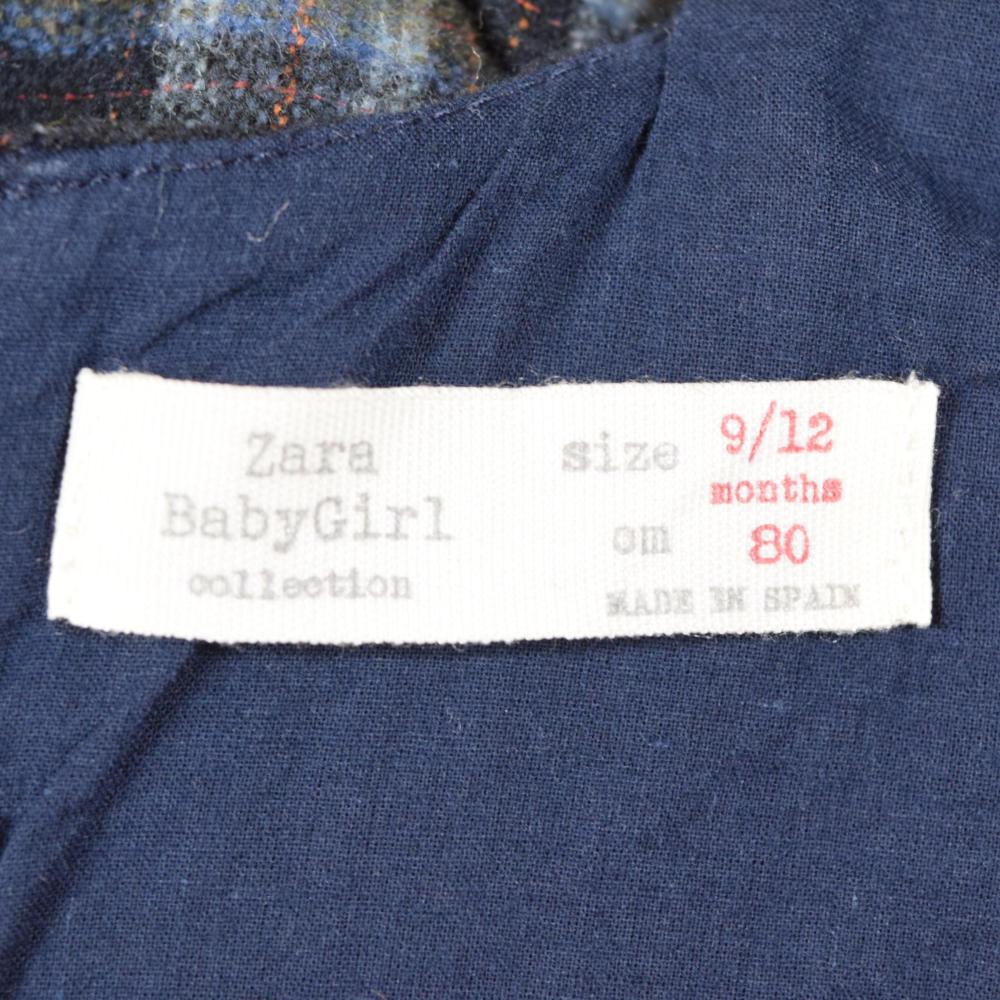 Zara
BabyGirl
collection
size 9/12
months
cm 80
MADE IN SPAIN